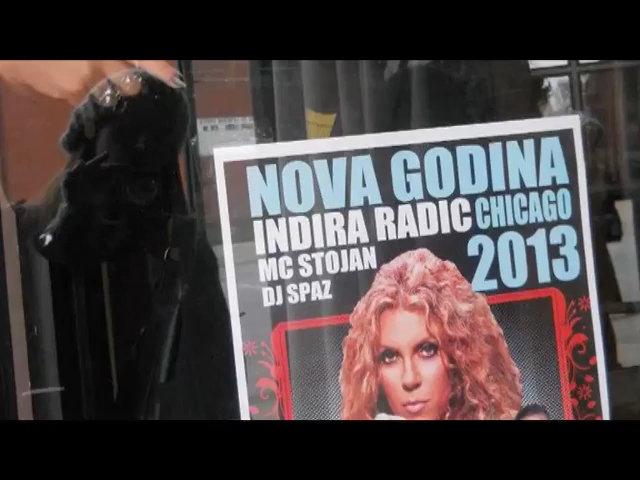 NOVA GODINA
INDIRA RADIC CHICAGO
MC STOJAN 2013
DJ SPAZ